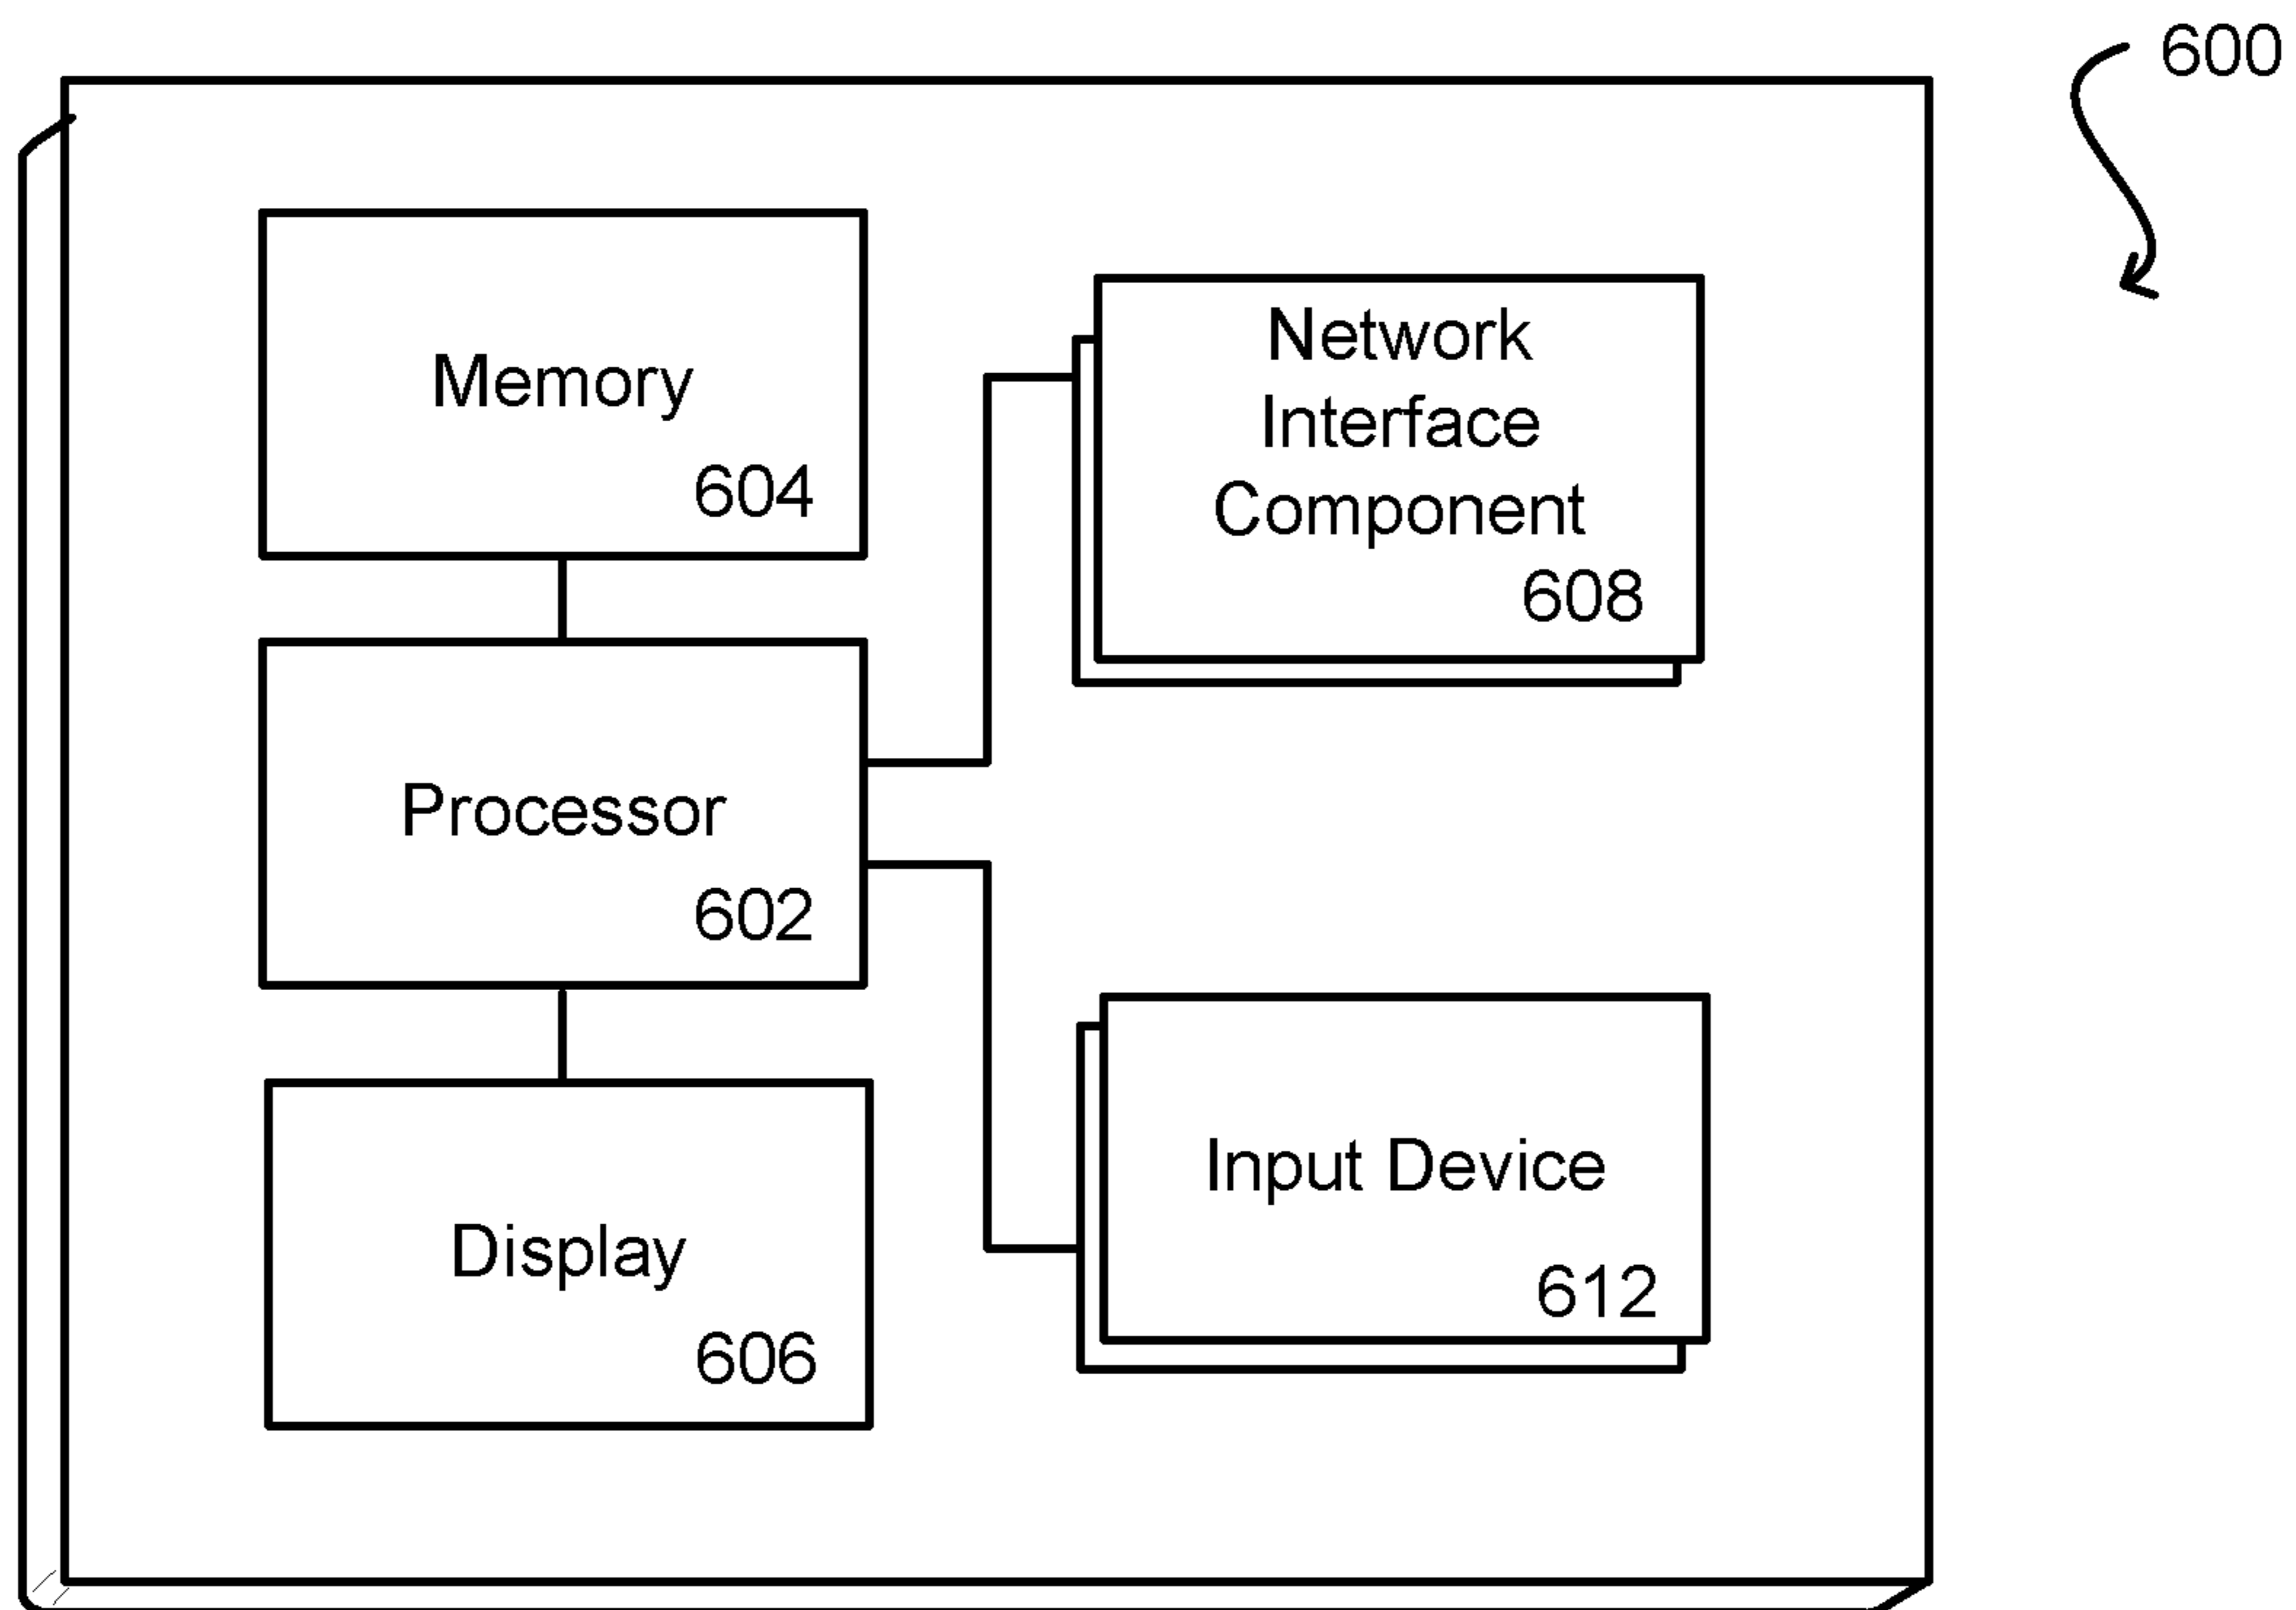 600
Memory
604
Network
Interface
Component
608
Processor
602
Input Device
612
Display
606